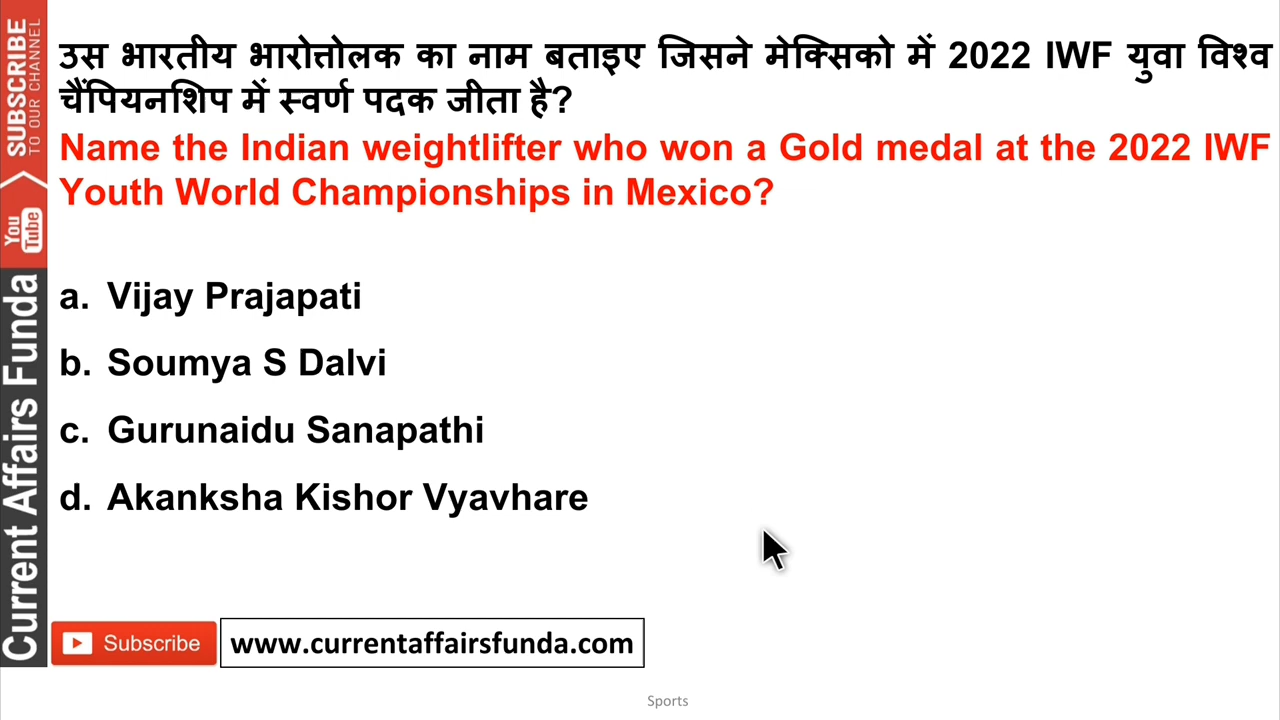 उस भारतीय भारोत्तोलक का नाम बताइए जिसने मेक्सिको में 2022 IWF युवा विश्व
चैंपियनशिप में स्वर्ण पदक जीता है?
Name the Indian weightlifter who won a Gold medal at the 2022 IWF
Youth World Championships in Mexico?
a. Vijay Prajapati
b. Soumya S Dalvi
c. Gurunaidu Sanapathi
d. Akanksha Kishor Vyavhare
SUBSCRIBE
TO OUR CHANNEL
You
Tube
Current Affairs Funda
Subscribe
www.currentaffairsfunda.com
Sports